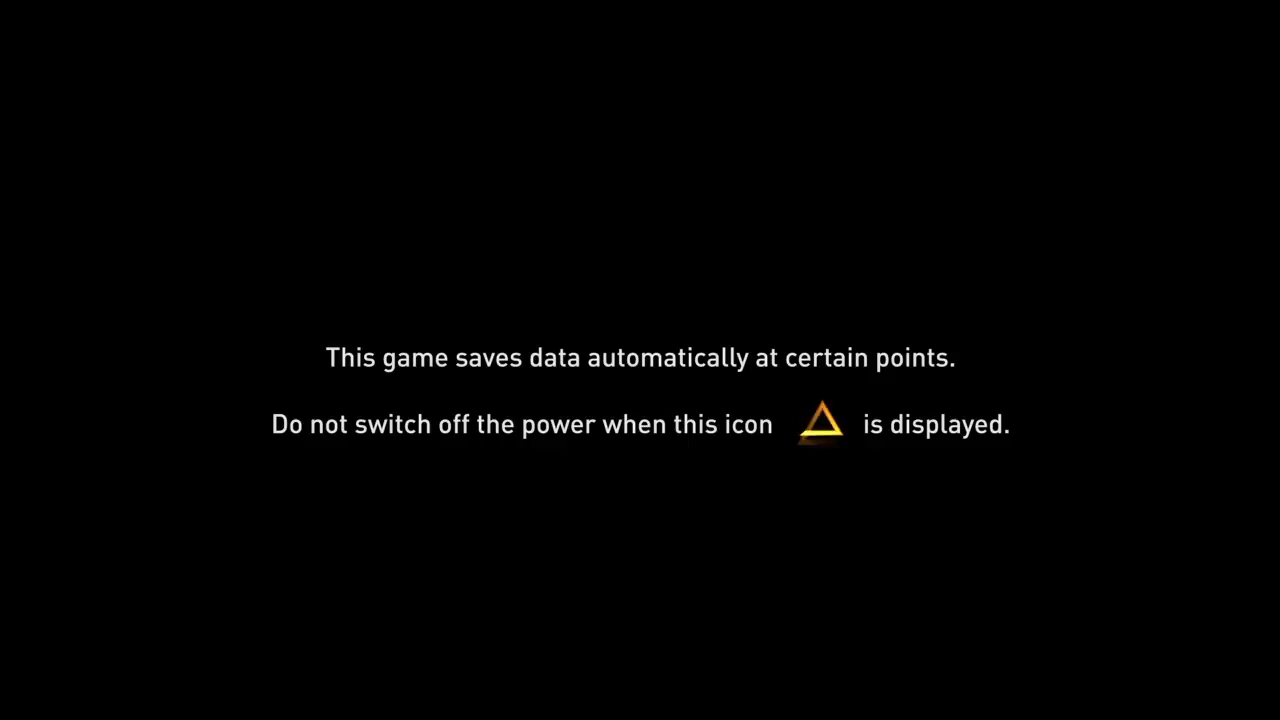 This game saves data automatically at certain points.
Do not switch off the power when this icon is displayed.